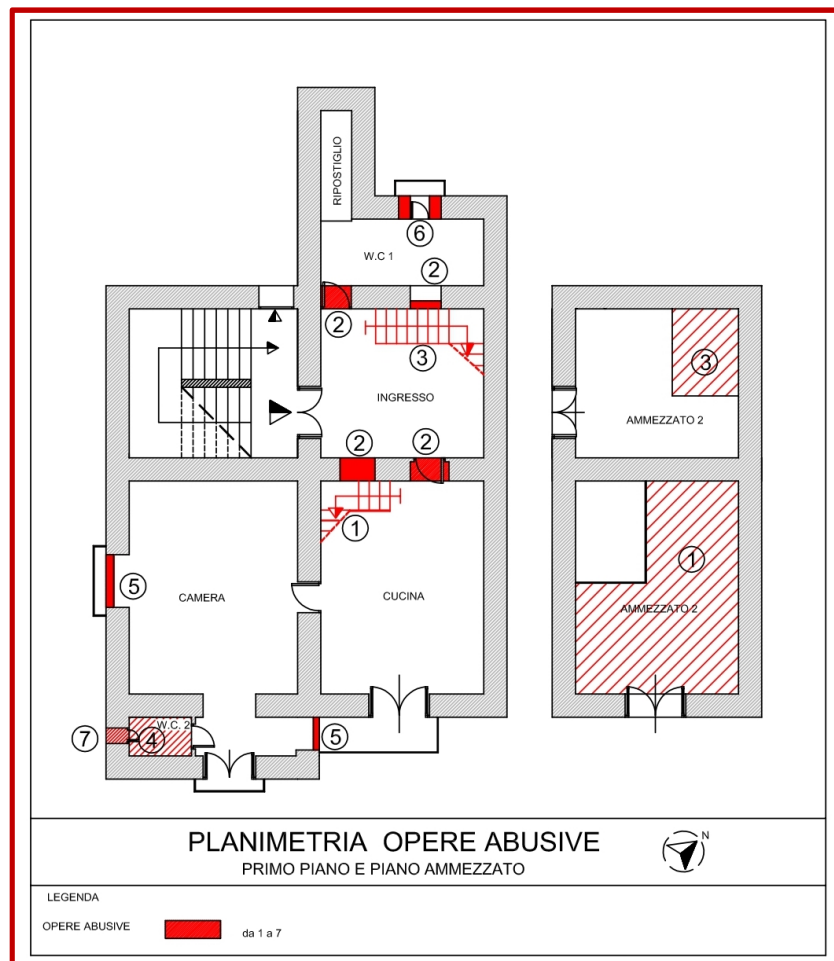 RIPOSTIGLIO
6
W.C 1
2
2
3
3
INGRESSO
AMMEZZATO 2
2
2
1
1
5
CAMERA
CUCINA
AMMEZZATO 2
W.C. 2
7
4
5
PLANIMETRIA OPERE ABUSIVE
N
PRIMO PIANO E PIANO AMMEZZATO
LEGENDA
OPERE ABUSIVE
da 1 a 7